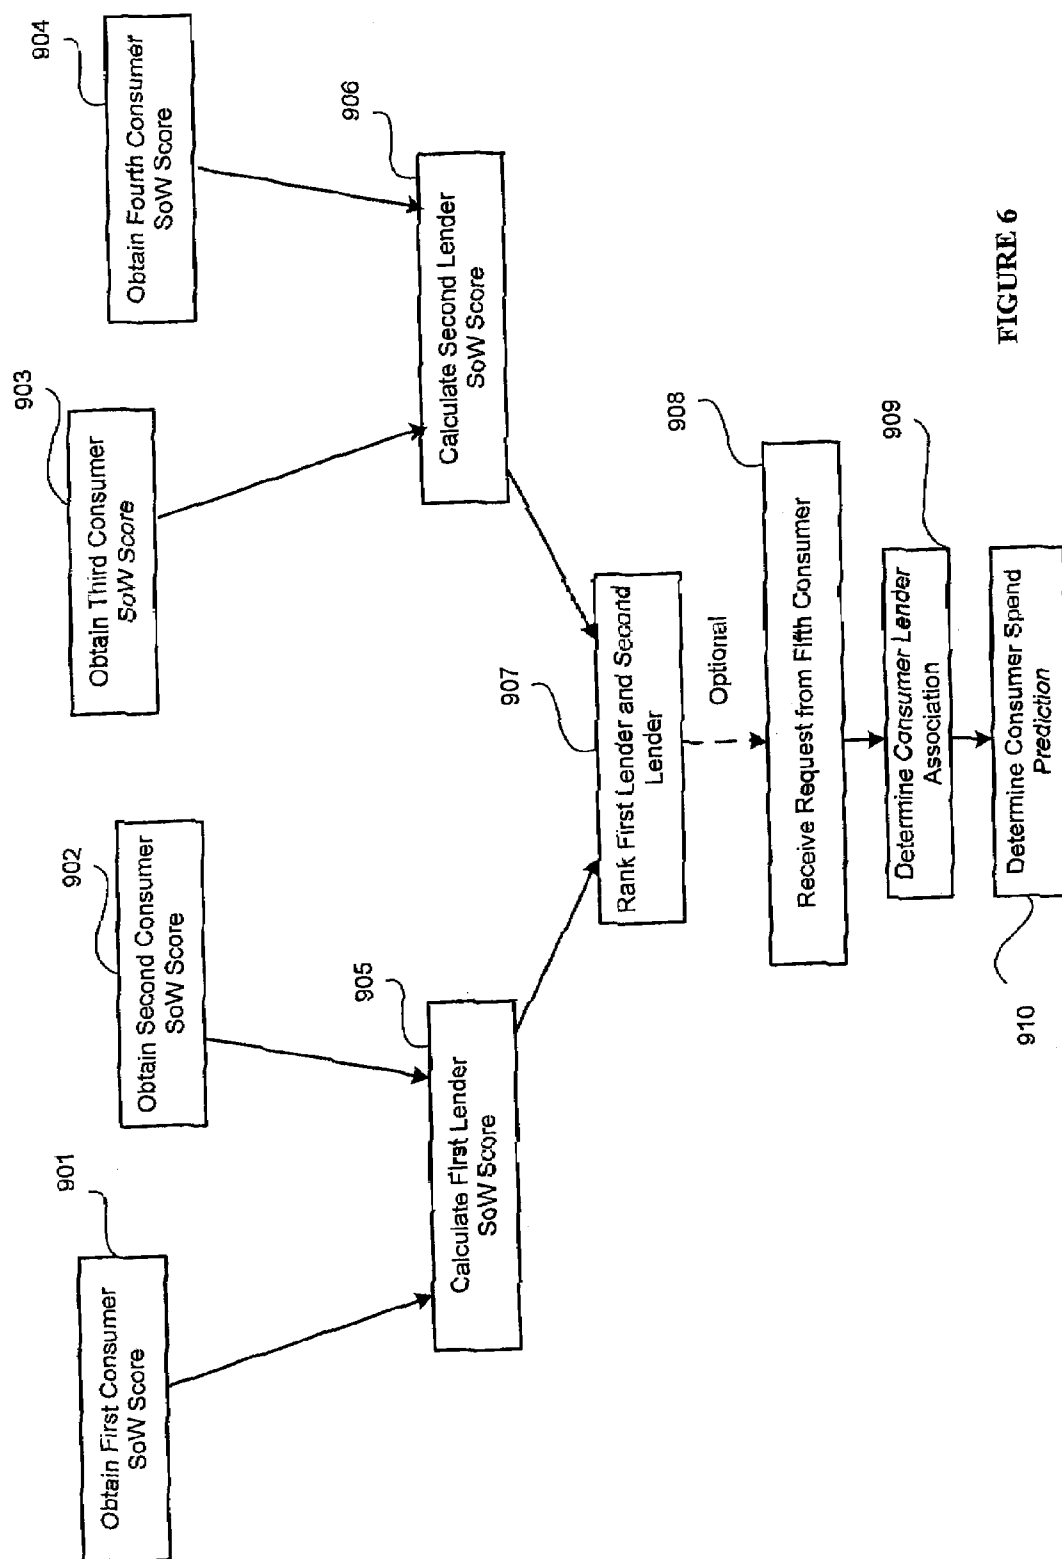 901
Obtain First Consumer
SoW Score
902
Obtain Second Consumer
SoW Score
903
Obtain Third Consumer
SoW Score
904
Obtain Fourth Consumer
SoW Score
905
Calculate First Lender
SoW Score
906
Calculate Second Lender
SoW Score
907
Rank First Lender and Second
Lender
Optional
908
Receive Request from Fifth Consumer
909
Determine Consumer Lender
Association
Determine Consumer Spend
Prediction
910
FIGURE 6